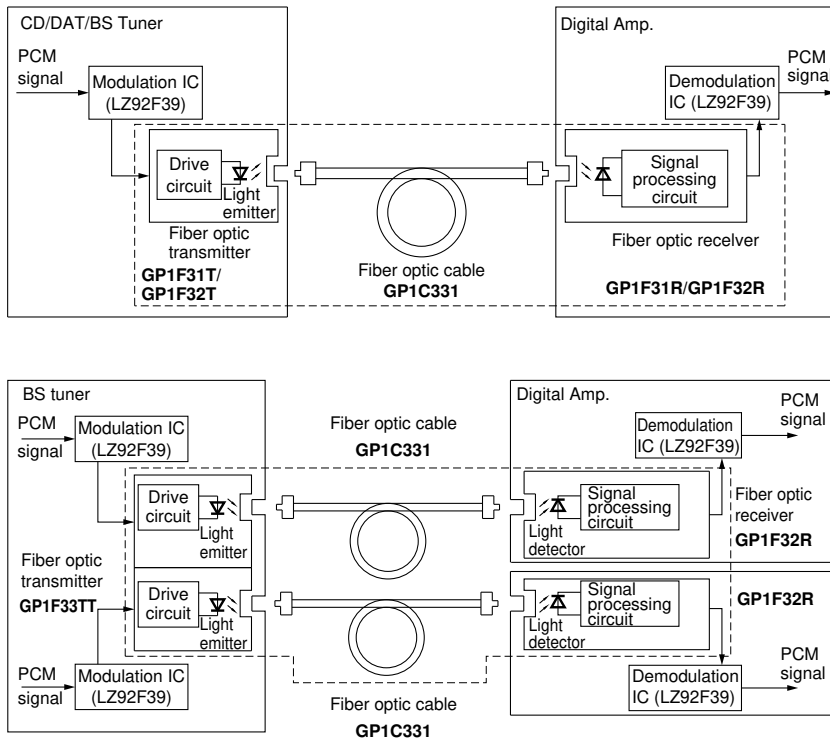 CD/DAT/BS Tuner
PCM
signal
Modulation IC
(LZ92F39)
Drive
circuit
Light
emitter
Fiber optic
transmitter
GP1F31T/
GP1F32T
Fiber optic cable
GP1C331
Digital Amp.
PCM
signal
Demodulation
IC (LZ92F39)
Signal
processing
circuit
Fiber optic recelver
GP1F31R/GP1F32R
BS tuner
PCM
signal
Modulation IC
(LZ92F39)
Drive
circuit
Light
emitter
Fiber optic
transmitter
GP1F33TT
Drive
circuit
Light
emitter
PCM
signal
Modulation IC
(LZ92F39)
Fiber optic cable
GP1C331
Fiber optic cable
GP1C331
Digital Amp.
PCM
signal
Demodulation
IC (LZ92F39)
Signal
processing
circuit
Light
detector
Fiber optic
receiver
GP1F32R
Signal
processing
circuit
Light
detector
GP1F32R
Demodulation
IC (LZ92F39)
PCM
signal